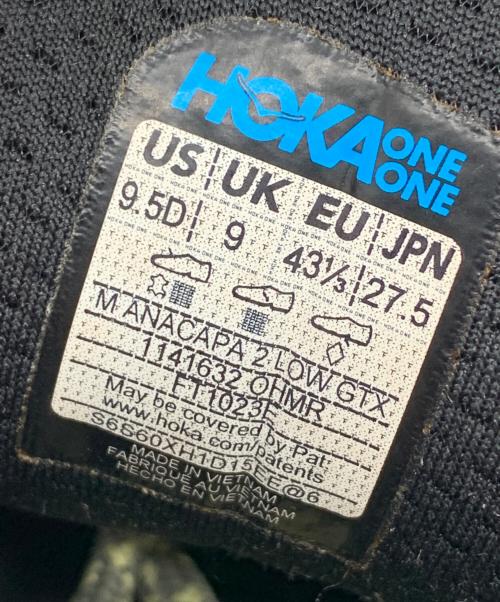 HOKA ONE ONE
US UK EU JPN
9.5D 9 43⅓ 27.5
M ANACAPA 2 LOW GTX
1141632 OHMR
FT1023F
May be covered by Pat:
www.hoka.com/patents
S6S60XH1D15EE@6
MADE IN VIETNAM
FABRIQUÉ AU VIETNAM
HECHO EN VIETNAM